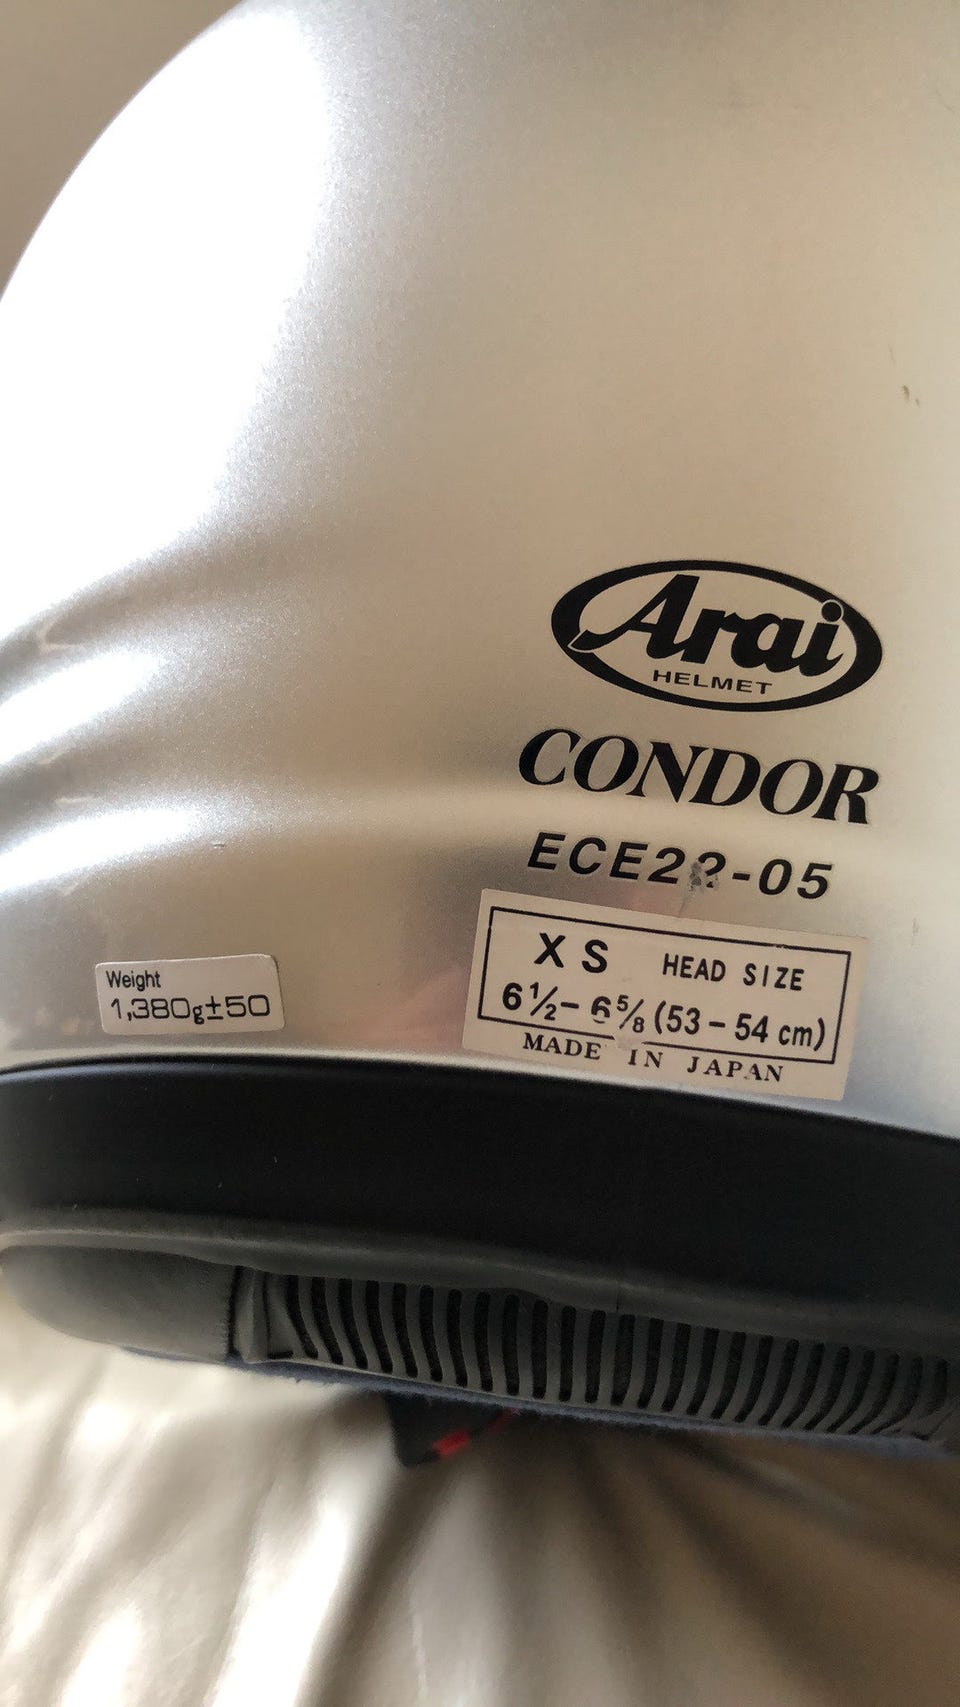 Arai
HELMET
CONDOR
ECE22-05
XS HEAD SIZE
6½-6⅝ (53-54 cm)
MADE IN JAPAN
Weight
1,380g±50